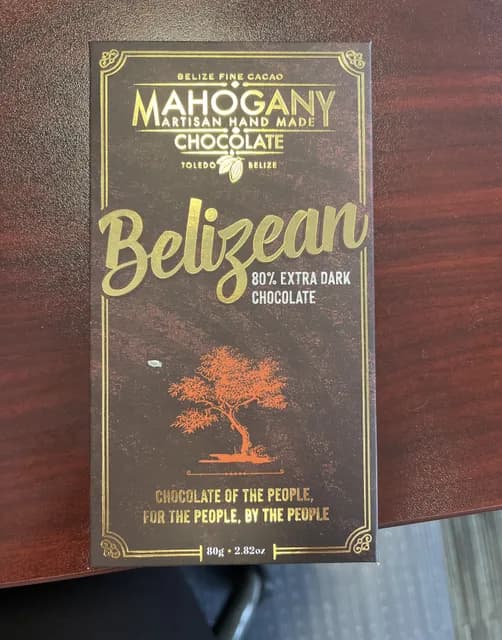 BELIZE FINE CACAO
MAHOGANY
ARTISAN HAND MADE
CHOCOLATE
TOLEDO BELIZE
Belizean
80% EXTRA DARK
CHOCOLATE
CHOCOLATE OF THE PEOPLE,
FOR THE PEOPLE, BY THE PEOPLE
80g • 2.82oz